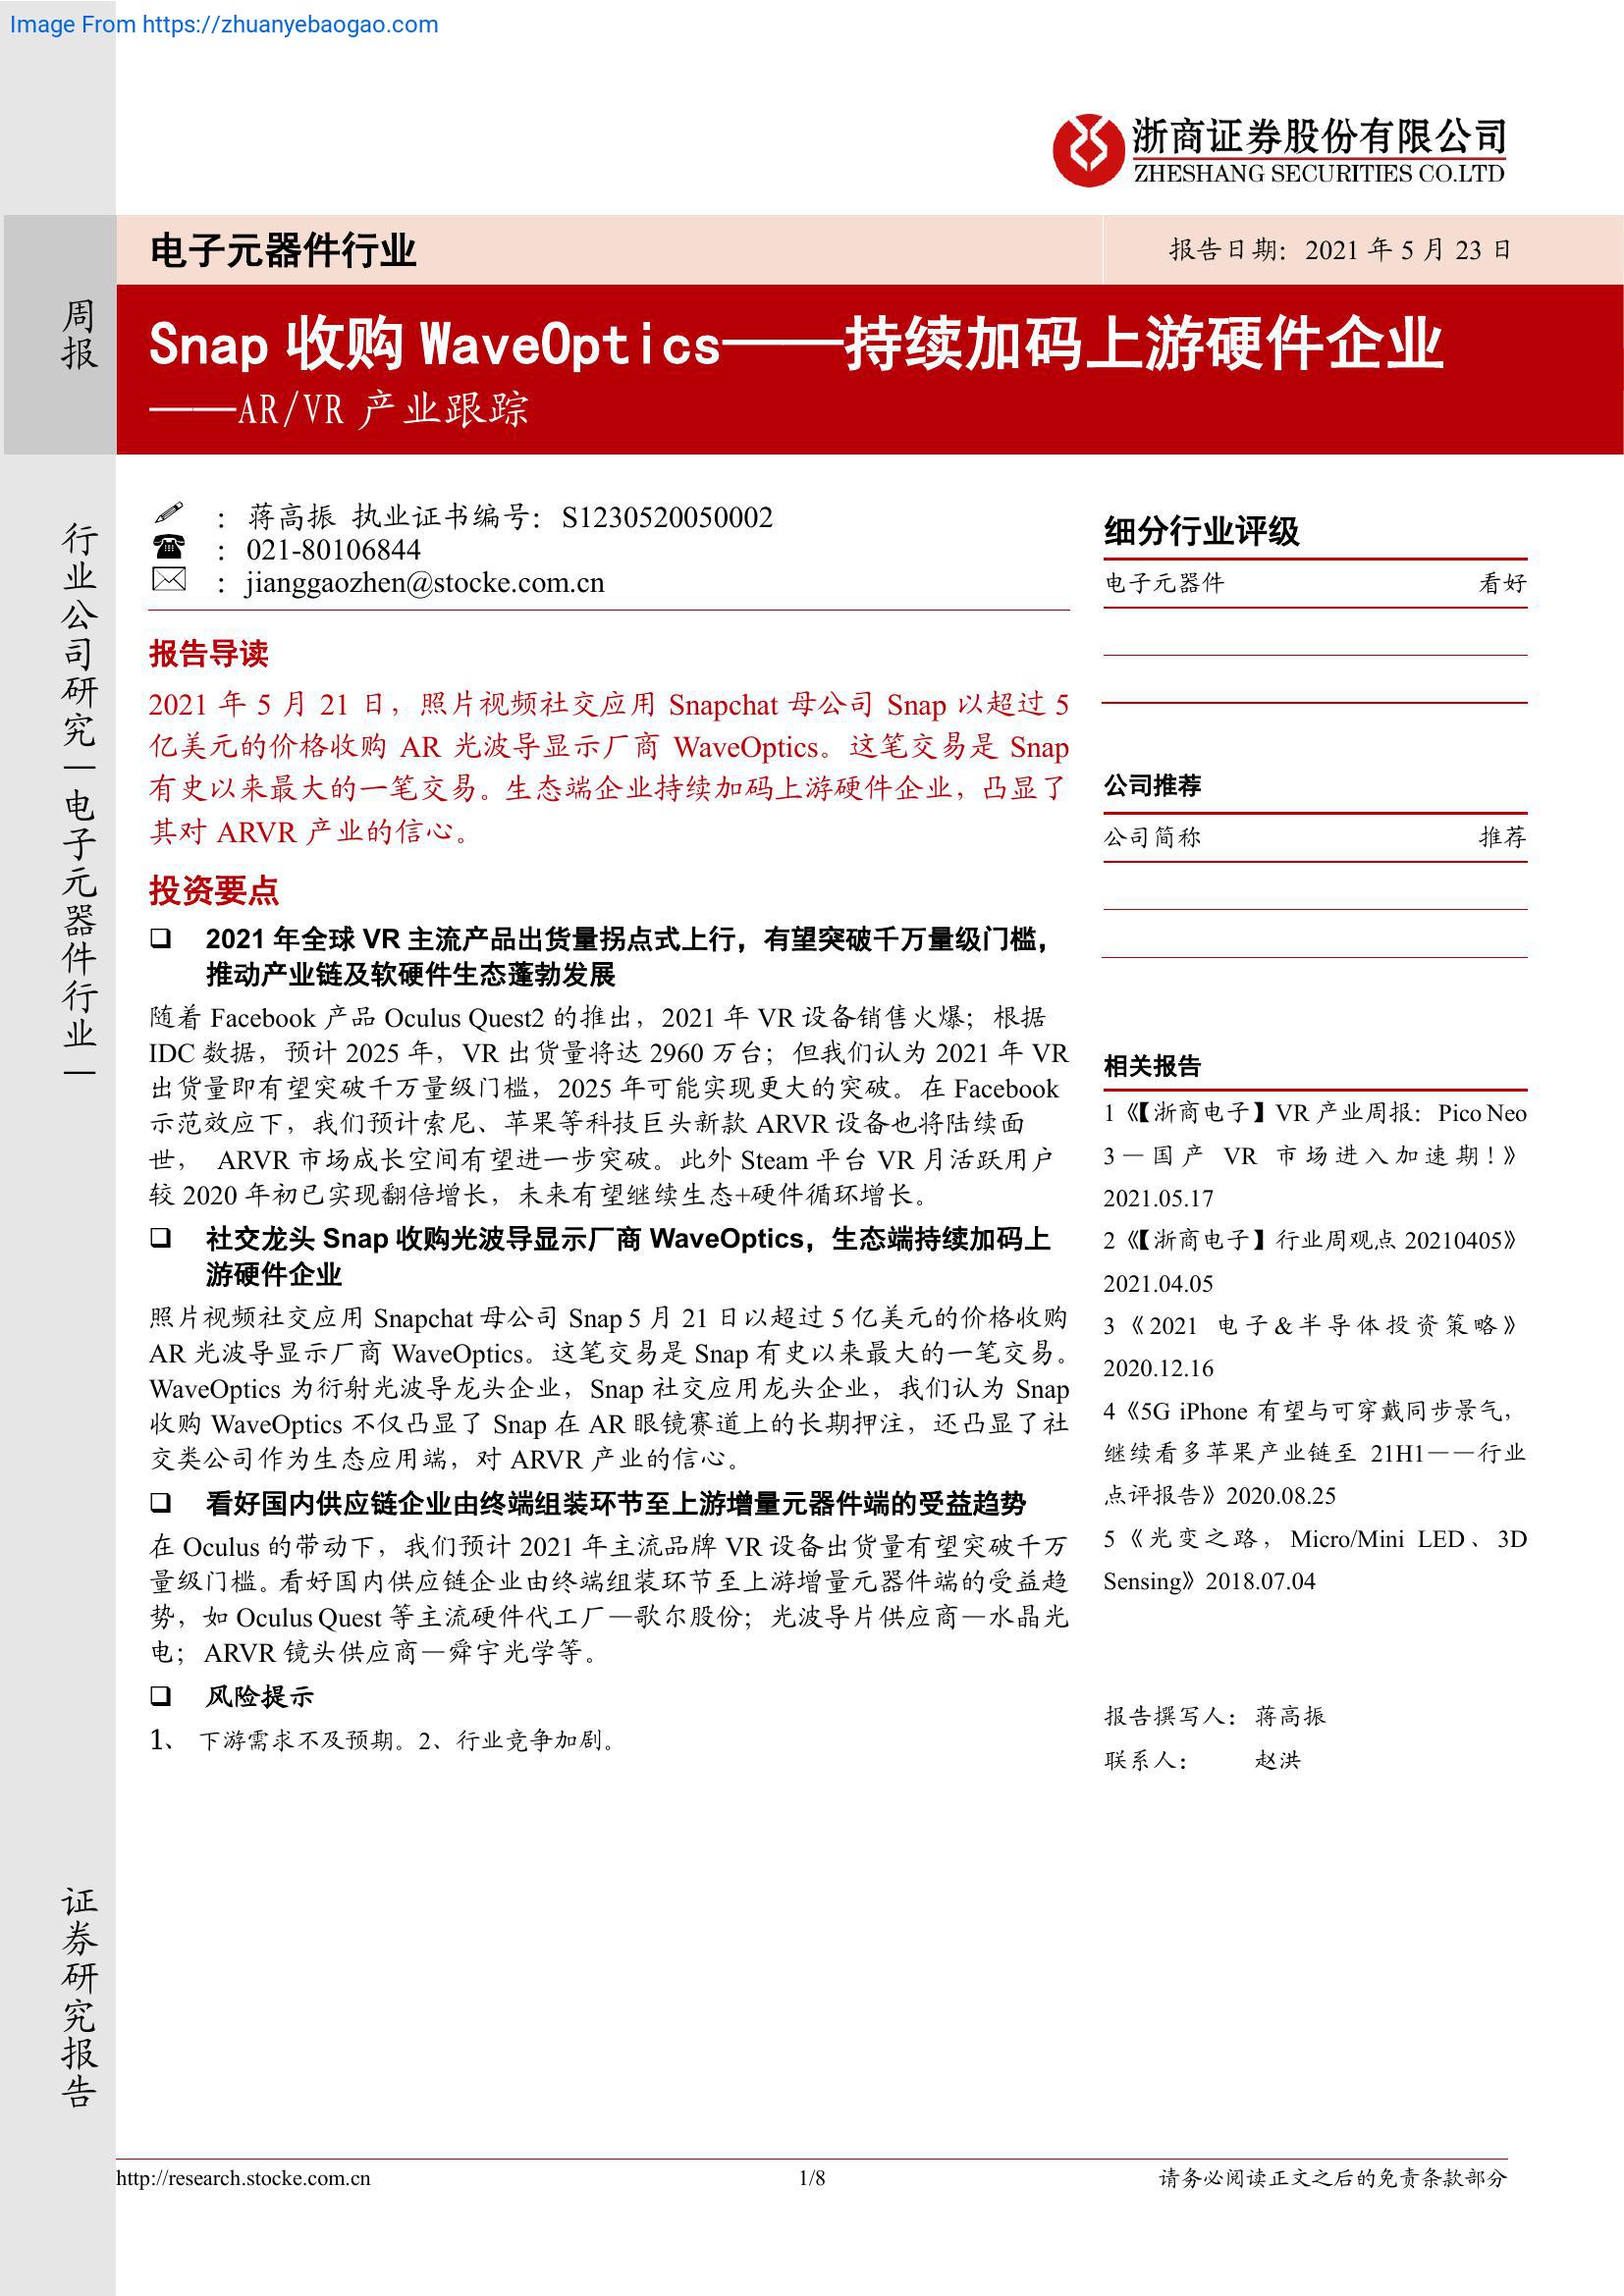 Image From https://zhuanyebaogao.com
浙商证券股份有限公司
ZHESHANG SECURITIES CO.LTD
周报
行业公司研究—电子元器件行业—
证券研究报告
电子元器件行业
报告日期：2021 年 5 月 23 日
Snap 收购 WaveOptics——持续加码上游硬件企业
——AR/VR 产业跟踪
：蒋高振 执业证书编号：S1230520050002
：021-80106844
：jianggaozhen@stocke.com.cn
报告导读
2021 年 5 月 21 日，照片视频社交应用 Snapchat 母公司 Snap 以超过 5
亿美元的价格收购 AR 光波导显示厂商 WaveOptics。这笔交易是 Snap
有史以来最大的一笔交易。生态端企业持续加码上游硬件企业，凸显了
其对 ARVR 产业的信心。
投资要点
❑ 2021 年全球 VR 主流产品出货量拐点式上行，有望突破千万量级门槛，
推动产业链及软硬件生态蓬勃发展
随着 Facebook 产品 Oculus Quest2 的推出，2021 年 VR 设备销售火爆；根据
IDC 数据，预计 2025 年，VR 出货量将达 2960 万台；但我们认为 2021 年 VR
出货量即有望突破千万量级门槛，2025 年可能实现更大的突破。在 Facebook
示范效应下，我们预计索尼、苹果等科技巨头新款 ARVR 设备也将陆续面
世， ARVR 市场成长空间有望进一步突破。此外 Steam 平台 VR 月活跃用户
较 2020 年初已实现翻倍增长，未来有望继续生态+硬件循环增长。
❑ 社交龙头 Snap 收购光波导显示厂商 WaveOptics，生态端持续加码上
游硬件企业
照片视频社交应用 Snapchat 母公司 Snap 5 月 21 日以超过 5 亿美元的价格收购
AR 光波导显示厂商 WaveOptics。这笔交易是 Snap 有史以来最大的一笔交易。
WaveOptics 为衍射光波导龙头企业，Snap 社交应用龙头企业，我们认为 Snap
收购 WaveOptics 不仅凸显了 Snap 在 AR 眼镜赛道上的长期押注，还凸显了社
交类公司作为生态应用端，对 ARVR 产业的信心。
❑ 看好国内供应链企业由终端组装环节至上游增量元器件端的受益趋势
在 Oculus 的带动下，我们预计 2021 年主流品牌 VR 设备出货量有望突破千万
量级门槛。看好国内供应链企业由终端组装环节至上游增量元器件端的受益趋
势，如 Oculus Quest 等主流硬件代工厂—歌尔股份；光波导片供应商—水晶光
电；ARVR 镜头供应商—舜宇光学等。
❑ 风险提示
1、 下游需求不及预期。2、行业竞争加剧。
细分行业评级
电子元器件 看好
公司推荐
公司简称 推荐
相关报告
1《【浙商电子】VR 产业周报：Pico Neo
3－国产 VR 市场进入加速期！》
2021.05.17
2《【浙商电子】行业周观点 20210405》
2021.04.05
3《2021 电子&半导体投资策略》
2020.12.16
4《5G iPhone 有望与可穿戴同步景气，
继续看多苹果产业链至 21H1——行业
点评报告》2020.08.25
5《光变之路，Micro/Mini LED、3D
Sensing》2018.07.04
报告撰写人：蒋高振
联系人： 赵洪
http://research.stocke.com.cn
1/8
请务必阅读正文之后的免责条款部分